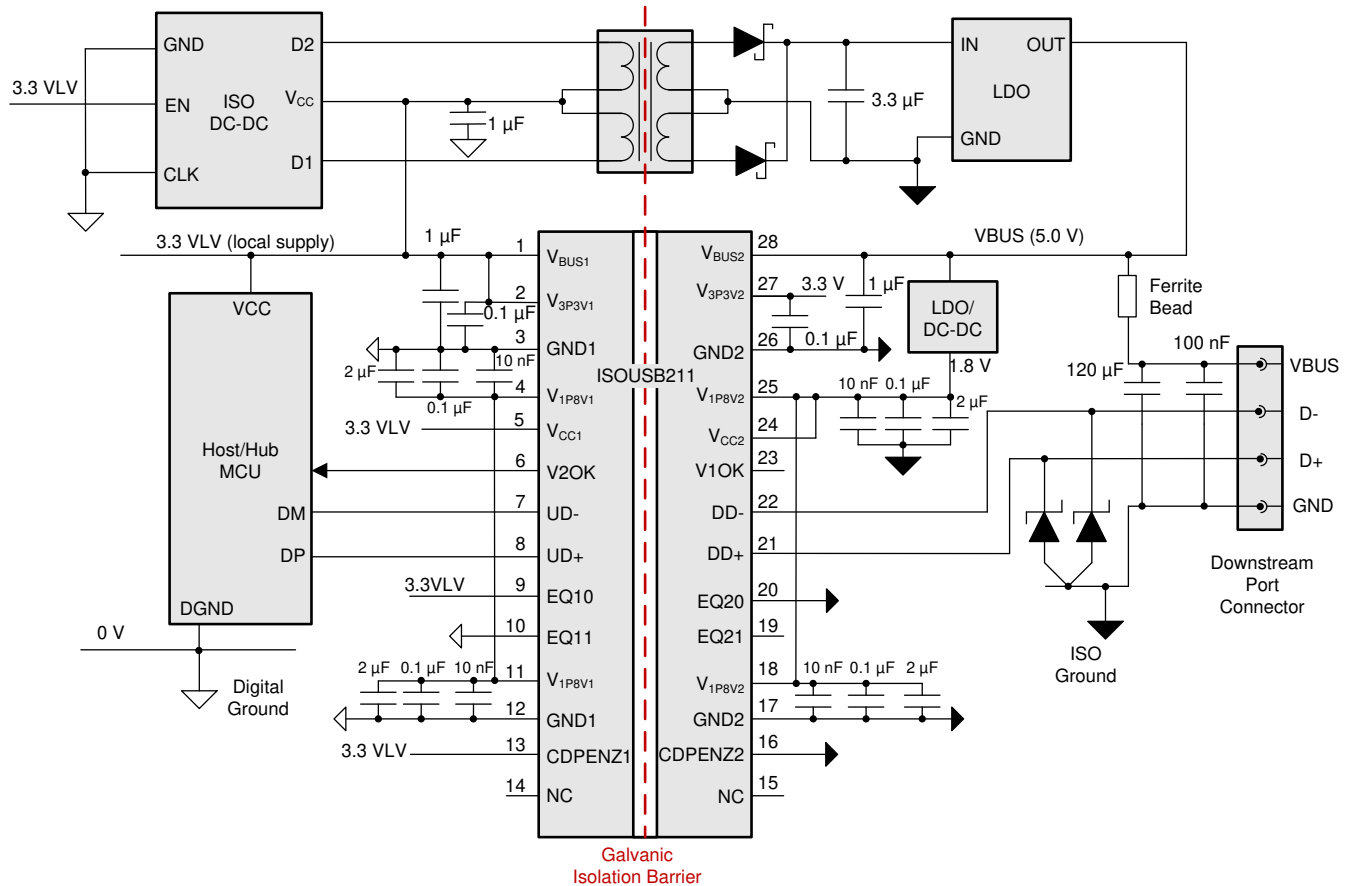 GND
D2
3.3 VLV
EN
ISO
DC-DC
VCC
CLK
D1
1 µF
3.3 µF
IN
OUT
LDO
GND
3.3 VLV (local supply)
1 µF
0.1 µF
10 nF
2 µF
0.1 µF
3.3 VLV
VCC
Host/Hub
MCU
DM
DP
DGND
0 V
Digital
Ground
3.3VLV
2 µF
0.1 µF
10 nF
3.3 VLV
1
VBUS1
2
V3P3V1
3
GND1
4
V1P8V1
5
VCC1
6
V2OK
7
UD-
8
UD+
9
EQ10
10
EQ11
11
V1P8V1
12
GND1
13
CDPENZ1
14
NC
ISOUSB211
28
VBUS2
27
V3P3V2
26
GND2
25
V1P8V2
24
VCC2
23
V1OK
22
DD-
21
DD+
20
EQ20
19
EQ21
18
V1P8V2
17
GND2
16
CDPENZ2
15
NC
VBUS (5.0 V)
3.3 V
1 µF
0.1 µF
LDO/
DC-DC
1.8 V
10 nF
0.1 µF
2 µF
10 nF
0.1 µF
2 µF
Ferrite
Bead
100 nF
120 µF
VBUS
D-
D+
GND
Downstream
Port
Connector
ISO
Ground
Galvanic
Isolation Barrier